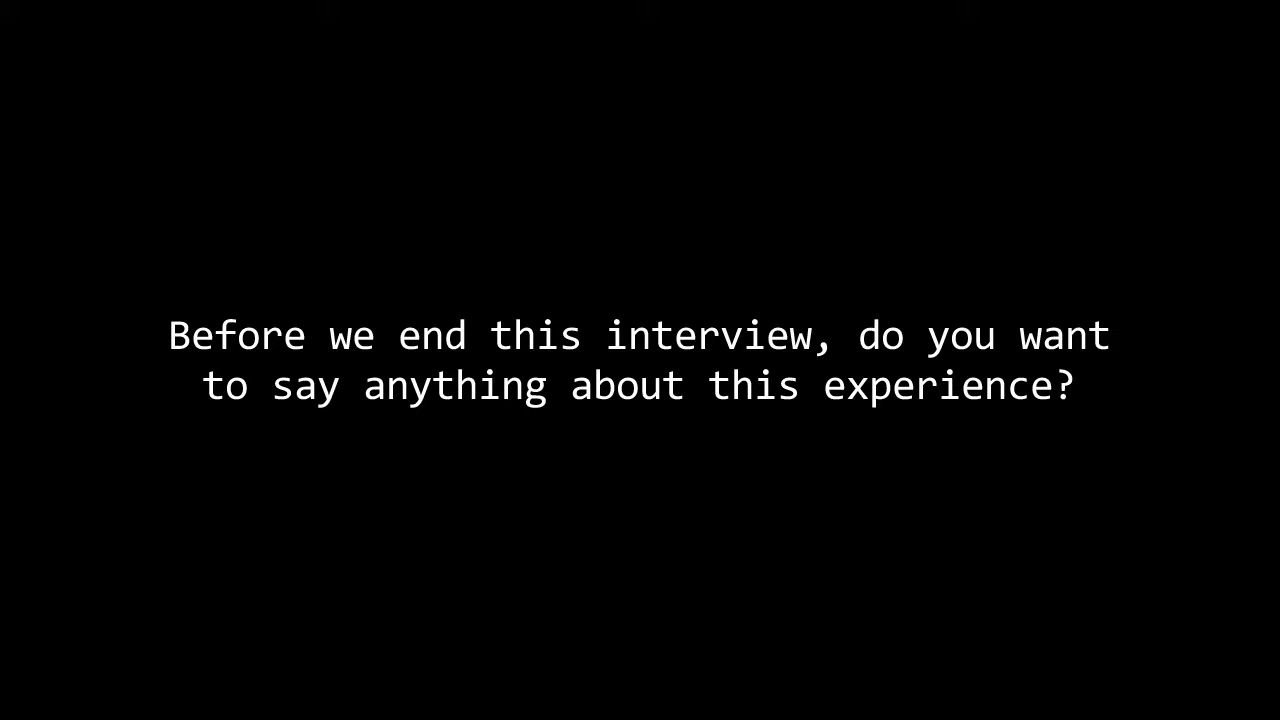 Before we end this interview, do you want
to say anything about this experience?